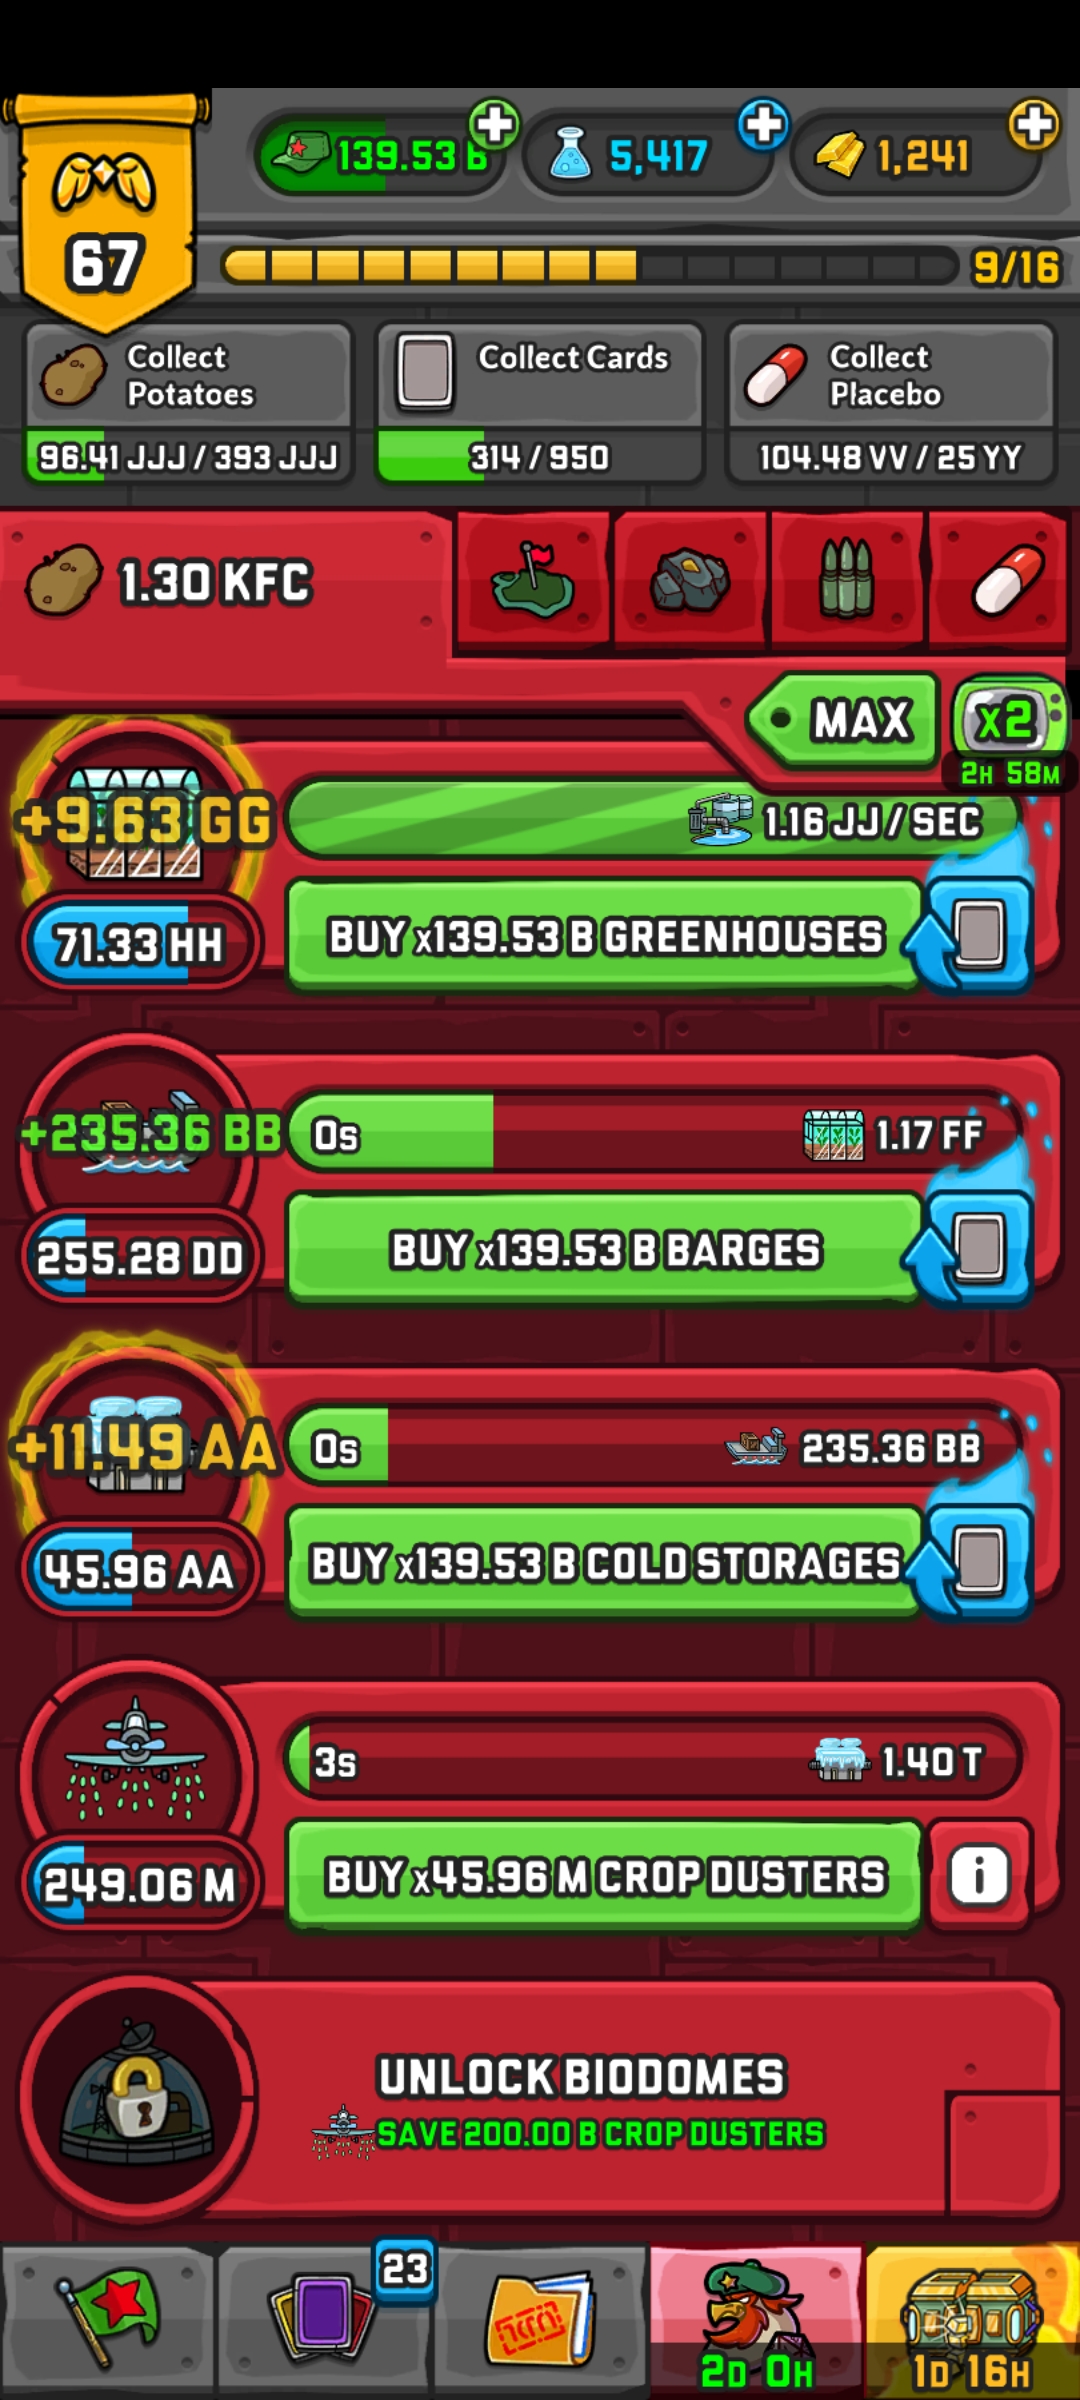 139.53 B
5,417
1,241
67
9/16
Collect
Potatoes
96.41 JJJ / 393 JJJ
Collect Cards
314 / 950
Collect
Placebo
104.48 VV / 25 YY
1.30 KFC
MAX
x2
2H 58M
+9.63 GG
1.16 JJ / SEC
71.33 HH
BUY x139.53 B GREENHOUSES
+235.36 BB
0s
1.17 FF
255.28 DD
BUY x139.53 B BARGES
+11.49 AA
0s
235.36 BB
45.96 AA
BUY x139.53 B COLD STORAGES
3s
1.40 T
249.06 M
BUY x45.96 M CROP DUSTERS
i
UNLOCK BIODOMES
SAVE 200.00 B CROP DUSTERS
23
2D 0H
1D 16H